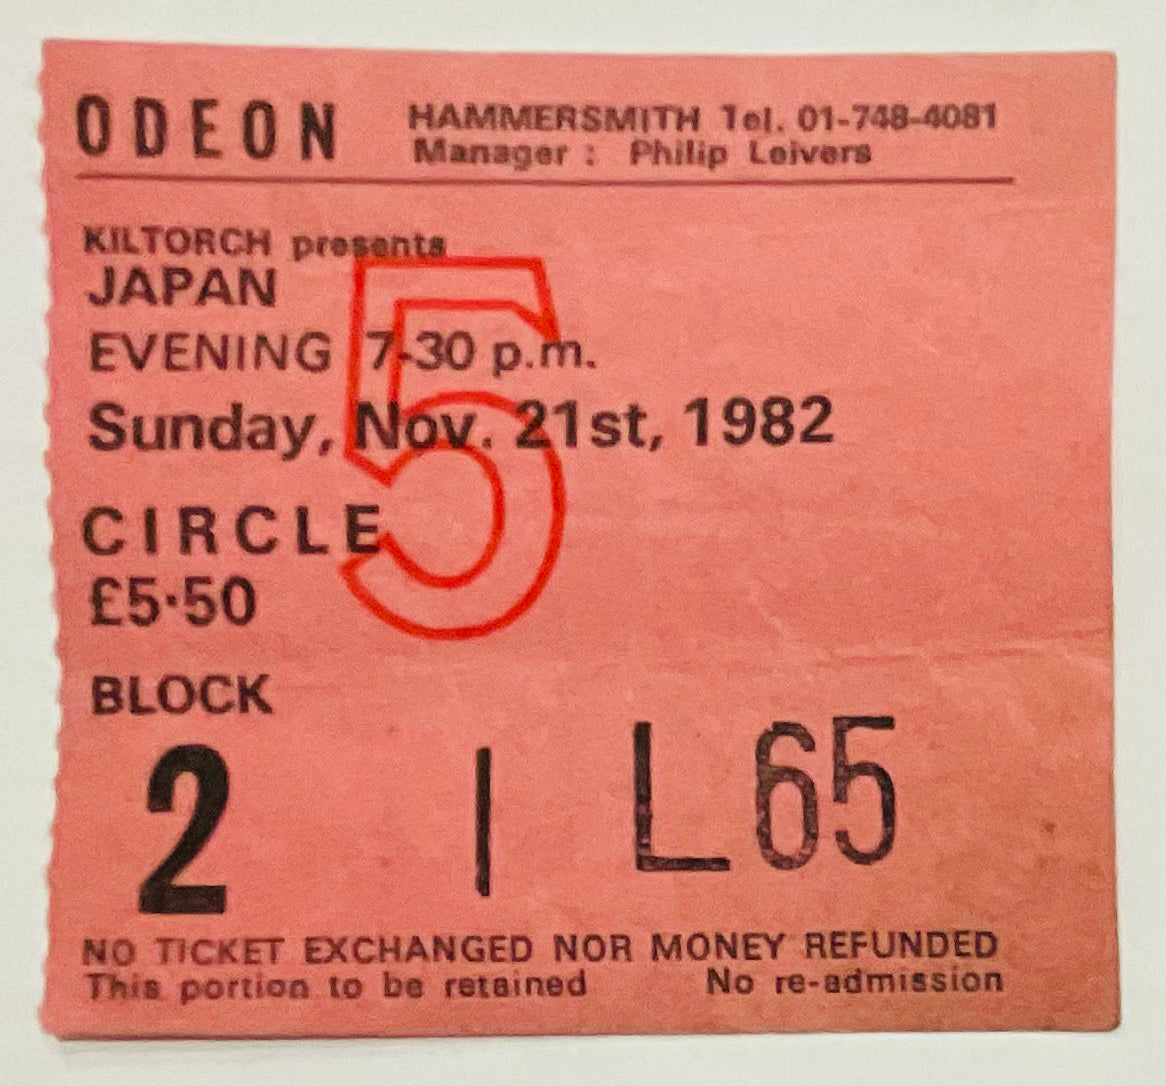 ODEON HAMMERSMITH Tel. 01-748-4081
Manager : Philip Leivers
KILTORCH presents
JAPAN
EVENING 7-30 p.m.
Sunday, Nov. 21st, 1982
5
CIRCLE
£5·50
BLOCK
2 | L 65
NO TICKET EXCHANGED NOR MONEY REFUNDED
This portion to be retained No re-admission